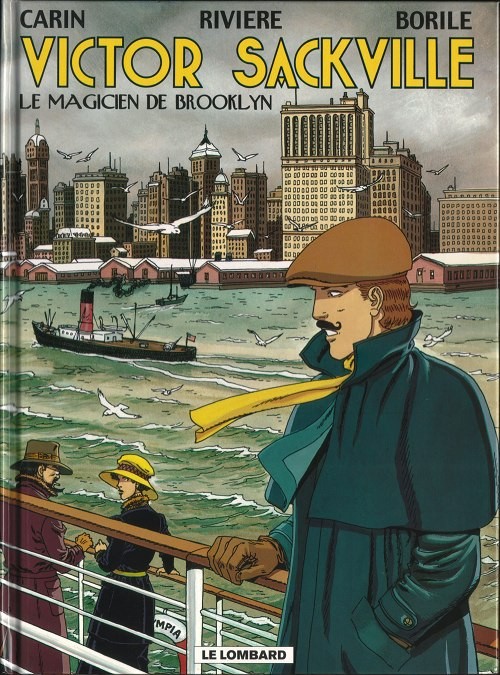 CARIN RIVIERE BORILE
VICTOR SACKVILLE
LE MAGICIEN DE BROOKLYN
MPIA
LE LOMBARD